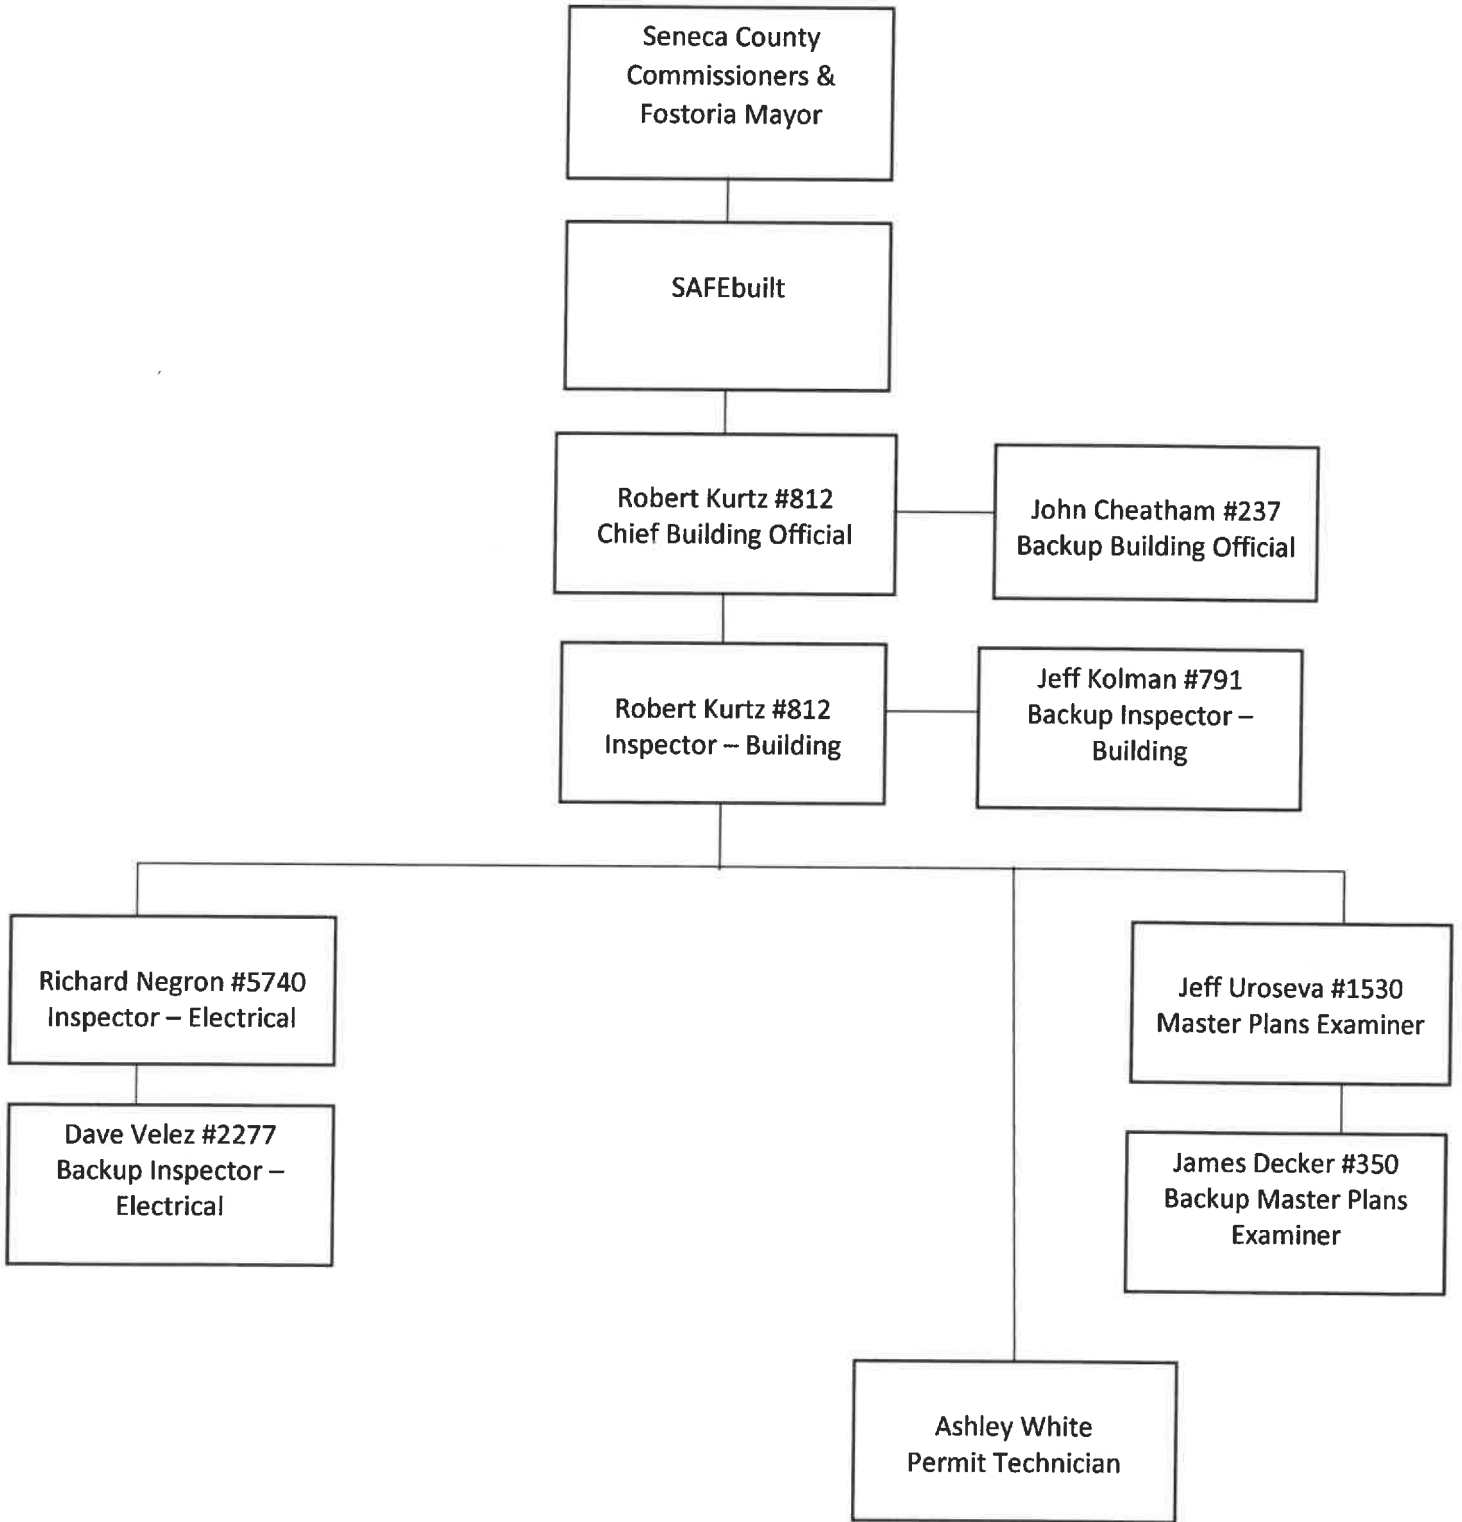 Seneca County
Commissioners &
Fostoria Mayor
SAFEbuilt
Robert Kurtz #812
Chief Building Official
John Cheatham #237
Backup Building Official
Robert Kurtz #812
Inspector – Building
Jeff Kolman #791
Backup Inspector –
Building
Richard Negron #5740
Inspector – Electrical
Jeff Uroseva #1530
Master Plans Examiner
Dave Velez #2277
Backup Inspector –
Electrical
James Decker #350
Backup Master Plans
Examiner
Ashley White
Permit Technician